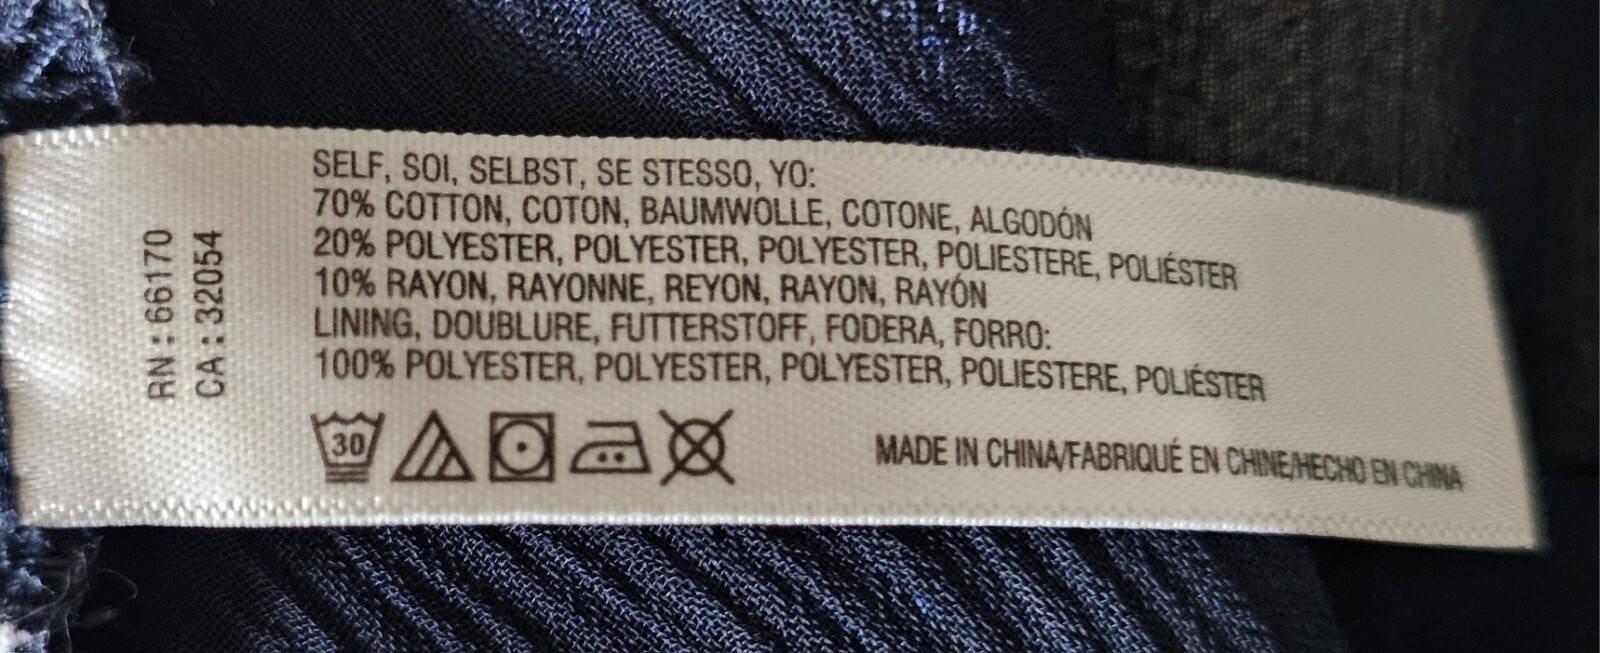 RN : 66170
CA : 32054
SELF, SOI, SELBST, SE STESSO, YO:
70% COTTON, COTON, BAUMWOLLE, COTONE, ALGODÓN
20% POLYESTER, POLYESTER, POLYESTER, POLIESTERE, POLIÉSTER
10% RAYON, RAYONNE, REYON, RAYON, RAYÓN
LINING, DOUBLURE, FUTTERSTOFF, FODERA, FORRO:
100% POLYESTER, POLYESTER, POLYESTER, POLIESTERE, POLIÉSTER
30
MADE IN CHINA/FABRIQUÉ EN CHINE/HECHO EN CHINA